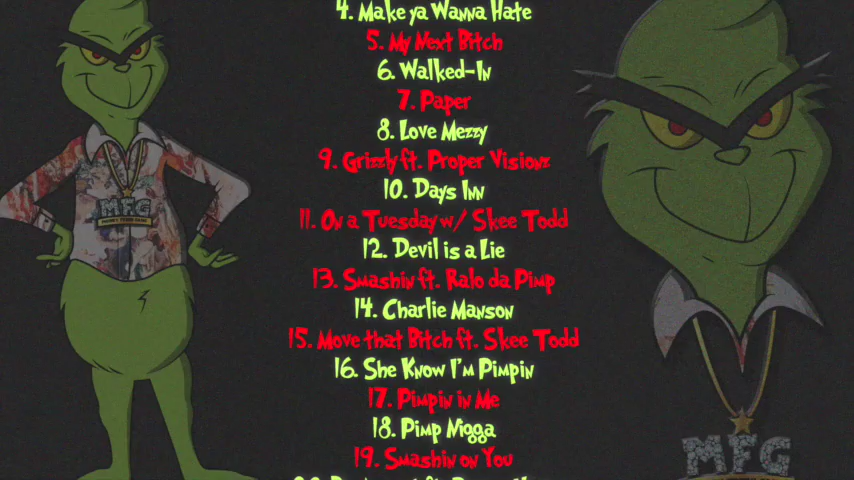 4. Make ya Wanna Hate
5. My Next Bitch
6. Walked-In
7. Paper
8. Love Mezzy
9. Grizzly ft. Proper Visionz
10. Days Inn
11. On a Tuesday w/ Skee Todd
12. Devil is a Lie
13. Smashin ft. Ralo da Pimp
14. Charlie Manson
15. Move that Bitch ft. Skee Todd
16. She Know I'm Pimpin
17. Pimpin in Me
18. Pimp Nigga
19. Smashin on You
MFG
MFG